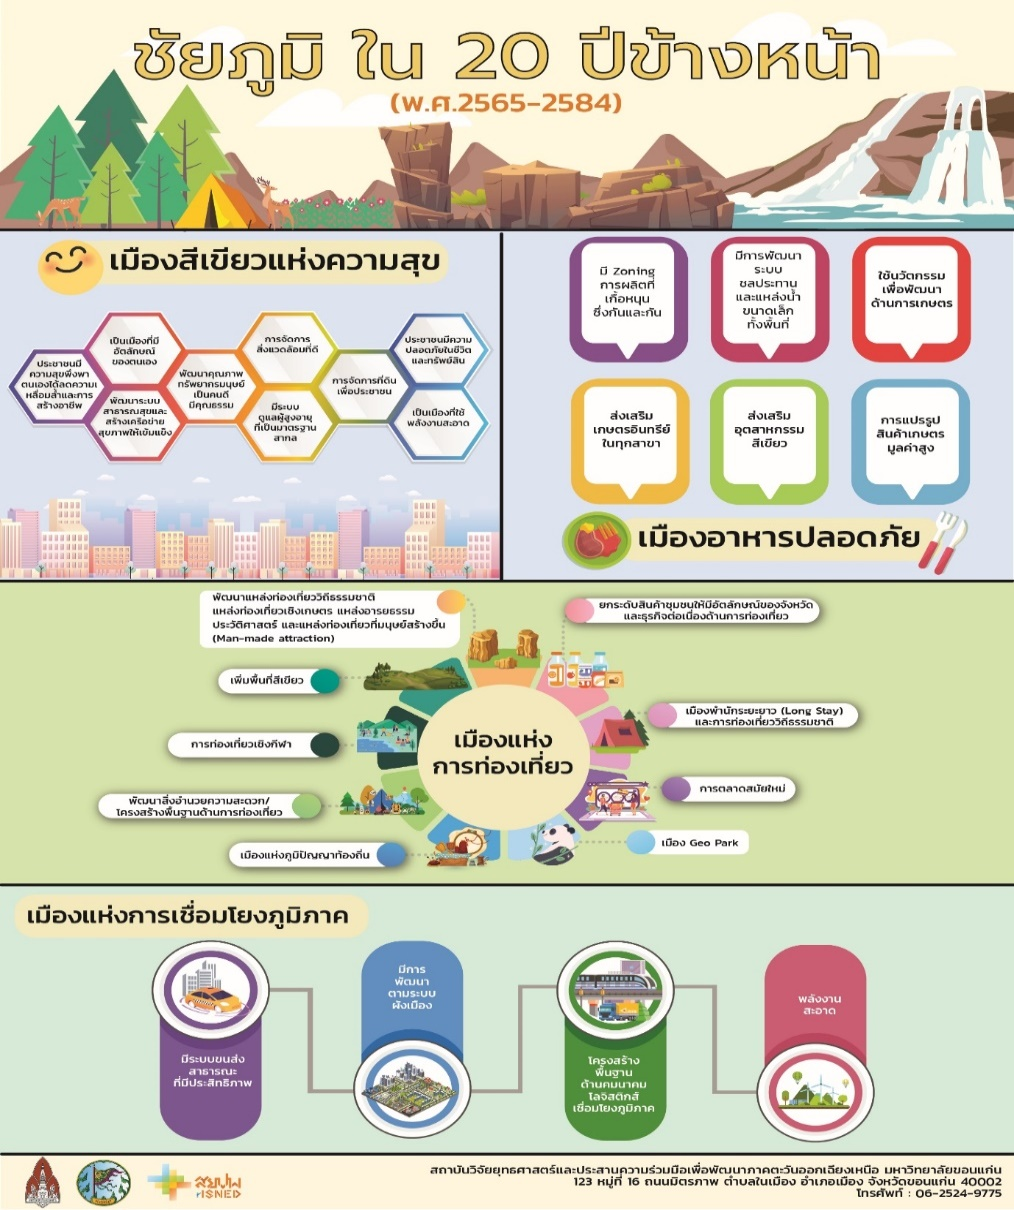 ชัยภูมิ ใน 20 ปีข้างหน้า
(พ.ศ.2565-2584)
เมืองสีเขียวแห่งความสุข
ประชาชนมี
ความสุขพึ่งพา
ตนเองได้ลดความเ
หลื่อมล้ำและการ
สร้างอาชีพ
เป็นเมืองที่มี
อัตลักษณ์
ของตนเอง
พัฒนาระบบ
สาธารณสุขและ
สร้างเครือข่าย
สุขภาพให้เข้มแข็ง
พัฒนาคุณภาพ
ทรัพยากรมนุษย์
เป็นคนดี
มีคุณธรรม
การจัดการ
สิ่งแวดล้อมที่ดี
มีระบบ
ดูแลผู้สูงอายุ
ที่เป็นมาตรฐาน
สากล
การจัดการที่ดิน
เพื่อประชาชน
ประชาชนมีความ
ปลอดภัยในชีวิต
และทรัพย์สิน
เป็นเมืองที่ใช้
พลังงานสะอาด
มี Zoning
การผลิตที่
เกื้อหนุน
ซึ่งกันและกัน
มีการพัฒนา
ระบบ
ชลประทาน
และแหล่งน้ำ
ขนาดเล็ก
ทั้งพื้นที่
ใช้นวัตกรรม
เพื่อพัฒนา
ด้านการเกษตร
ส่งเสริม
เกษตรอินทรีย์
ในทุกสาขา
ส่งเสริม
อุตสาหกรรม
สีเขียว
การแปรรูป
สินค้าเกษตร
มูลค่าสูง
เมืองอาหารปลอดภัย
พัฒนาแหล่งท่องเที่ยววิถีธรรมชาติ
แหล่งท่องเที่ยวเชิงเกษตร แหล่งอารยธรรม
ประวัติศาสตร์ และแหล่งท่องเที่ยวที่มนุษย์สร้างขึ้น
(Man-made attraction)
ยกระดับสินค้าชุมชนให้มีอัตลักษณ์ของจังหวัด
และธุรกิจต่อเนื่องด้านการท่องเที่ยว
เพิ่มพื้นที่สีเขียว
เมืองพำนักระยะยาว (Long Stay)
และการท่องเที่ยววิถีธรรมชาติ
การท่องเที่ยวเชิงกีฬา
เมืองแห่ง
การท่องเที่ยว
การตลาดสมัยใหม่
พัฒนาสิ่งอำนวยความสะดวก/
โครงสร้างพื้นฐานด้านการท่องเที่ยว
เมือง Geo Park
เมืองแห่งภูมิปัญญาท้องถิ่น
เมืองแห่งการเชื่อมโยงภูมิภาค
มีระบบขนส่ง
สาธารณะ
ที่มีประสิทธิภาพ
มีการ
พัฒนา
ตามระบบ
ผังเมือง
โครงสร้าง
พื้นฐาน
ด้านคมนาคม
โลจิสติกส์
เชื่อมโยงภูมิภาค
พลังงาน
สะอาด
rISNED
สถาบันวิจัยยุทธศาสตร์และประสานความร่วมมือเพื่อพัฒนาภาคตะวันออกเฉียงเหนือ มหาวิทยาลัยขอนแก่น
123 หมู่ที่ 16 ถนนมิตรภาพ ตำบลในเมือง อำเภอเมือง จังหวัดขอนแก่น 40002
โทรศัพท์ : 06-2524-9775